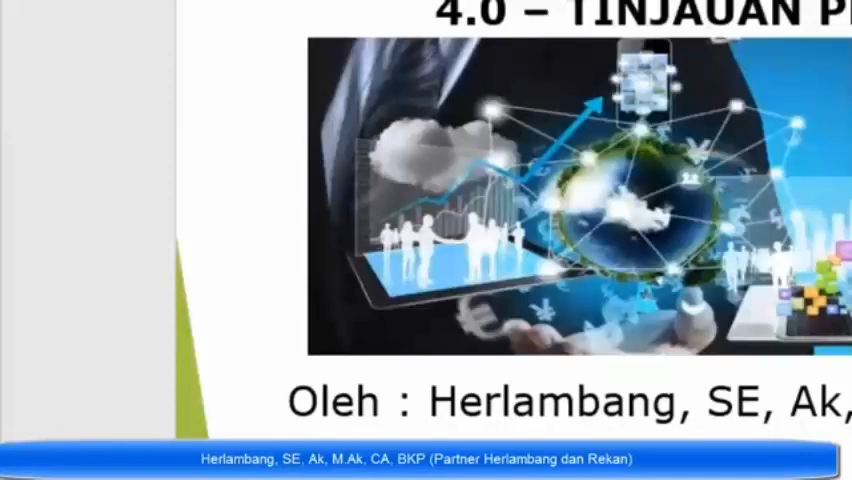 4.0 – TINJAUAN
Oleh : Herlambang, SE, Ak,
Herlambang, SE, Ak, M.Ak, CA, BKP (Partner Herlambang dan Rekan)